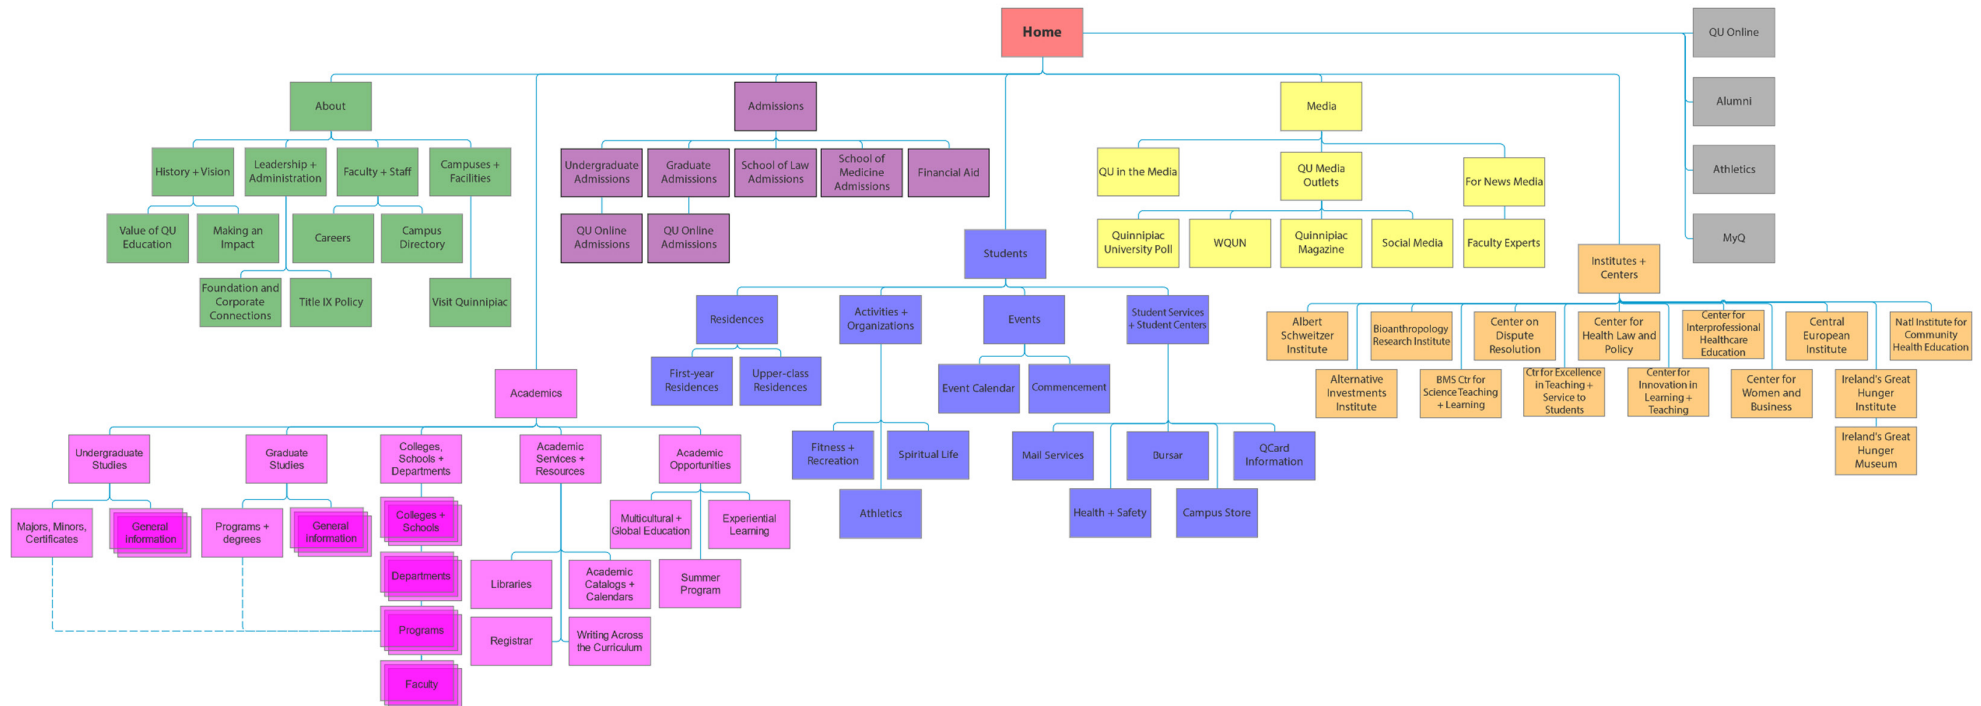 Home
QU Online
Alumni
Athletics
MyQ
About
History + Vision
Leadership +
Administration
Faculty + Staff
Campuses +
Facilities
Value of QU
Education
Making an
Impact
Careers
Campus
Directory
Foundation and
Corporate
Connections
Title IX Policy
Visit Quinnipiac
Admissions
Undergraduate
Admissions
Graduate
Admissions
School of Law
Admissions
School of
Medicine
Admissions
Financial Aid
QU Online
Admissions
QU Online
Admissions
Media
QU in the Media
QU Media
Outlets
For News Media
Quinnipiac
University Poll
WQUN
Quinnipiac
Magazine
Social Media
Faculty Experts
Students
Residences
Activities +
Organizations
Events
Student Services
+ Student Centers
First-year
Residences
Upper-class
Residences
Event Calendar
Commencement
Fitness +
Recreation
Spiritual Life
Athletics
Mail Services
Bursar
QCard
Information
Health + Safety
Campus Store
Institutes +
Centers
Albert
Schweitzer
Institute
Bioanthropology
Research Institute
Center on
Dispute
Resolution
Center for
Health Law and
Policy
Center for
Interprofessional
Healthcare
Education
Central
European
Institute
Natl Institute for
Community
Health Education
Alternative
Investments
Institute
BMS Ctr for
Science Teaching
+ Learning
Ctr for Excellence
in Teaching +
Service to
Students
Center for
Innovation in
Learning +
Teaching
Center for
Women and
Business
Ireland's Great
Hunger
Institute
Ireland's Great
Hunger
Museum
Academics
Undergraduate
Studies
Graduate
Studies
Colleges,
Schools +
Departments
Academic
Services +
Resources
Academic
Opportunities
Majors, Minors,
Certificates
General
information
Programs +
degrees
General
information
Colleges +
Schools
Departments
Programs
Faculty
Multicultural +
Global Education
Experiential
Learning
Summer
Program
Libraries
Academic
Catalogs +
Calendars
Registrar
Writing Across
the Curriculum